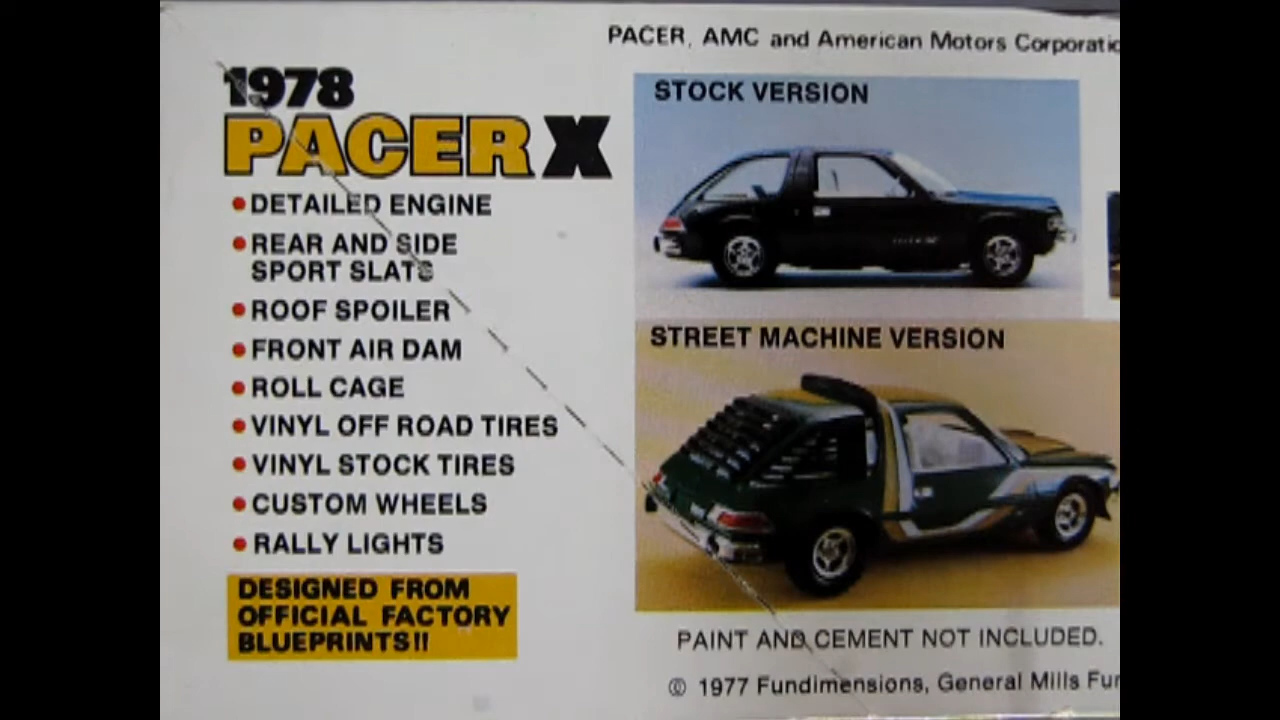 PACER, AMC and American Motors
1978
PACER X
DETAILED ENGINE
REAR AND SIDE
SPORT SLATS
ROOF SPOILER
FRONT AIR DAM
ROLL CAGE
VINYL OFF ROAD TIRES
VINYL STOCK TIRES
CUSTOM WHEELS
RALLY LIGHTS
DESIGNED FROM
OFFICIAL FACTORY
BLUEPRINTS!!
STOCK VERSION
STREET MACHINE VERSION
PAINT AND CEMENT NOT INCLUDED.
© 1977 Fundimensions, General Mills